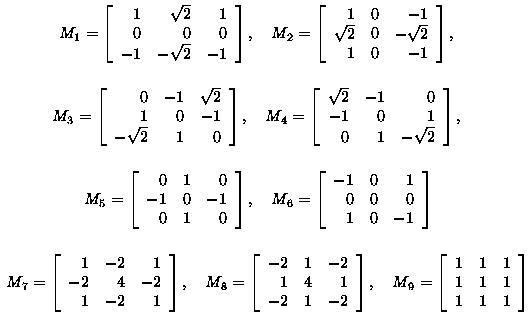 M₁ = [ 1 √2 1 ; 0 0 0 ; −1 −√2 −1 ], M₂ = [ 1 0 −1 ; √2 0 −√2 ; 1 0 −1 ],
M₃ = [ 0 −1 √2 ; 1 0 −1 ; −√2 1 0 ], M₄ = [ √2 −1 0 ; −1 0 1 ; 0 1 −√2 ],
M₅ = [ 0 1 0 ; −1 0 −1 ; 0 1 0 ], M₆ = [ −1 0 1 ; 0 0 0 ; 1 0 −1 ]
M₇ = [ 1 −2 1 ; −2 4 −2 ; 1 −2 1 ], M₈ = [ −2 1 −2 ; 1 4 1 ; −2 1 −2 ], M₉ = [ 1 1 1 ; 1 1 1 ; 1 1 1 ]